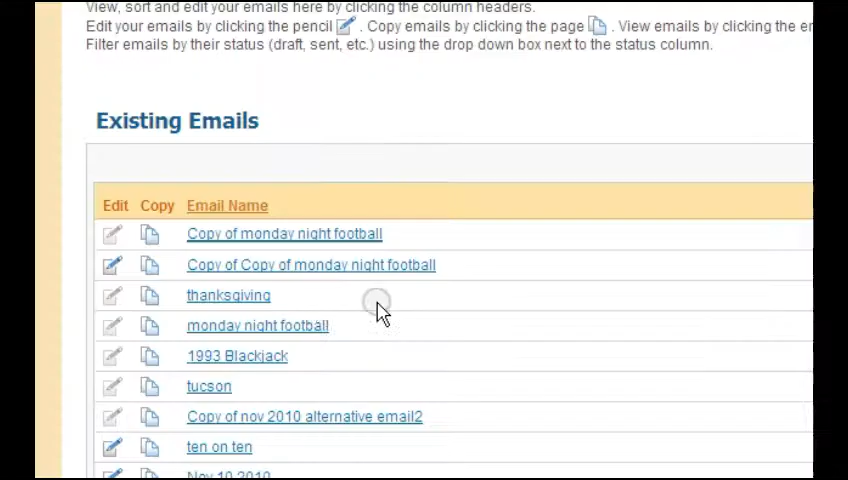 View, sort and edit your emails here by clicking the column headers.
Edit your emails by clicking the pencil . Copy emails by clicking the page . View emails by clicking the
Filter emails by their status (draft, sent, etc.) using the drop down box next to the status column.
Existing Emails
Edit Copy Email Name
Copy of monday night football
Copy of Copy of monday night football
thanksgiving
monday night football
1993 Blackjack
tucson
Copy of nov 2010 alternative email2
ten on ten
Nov 10 2010